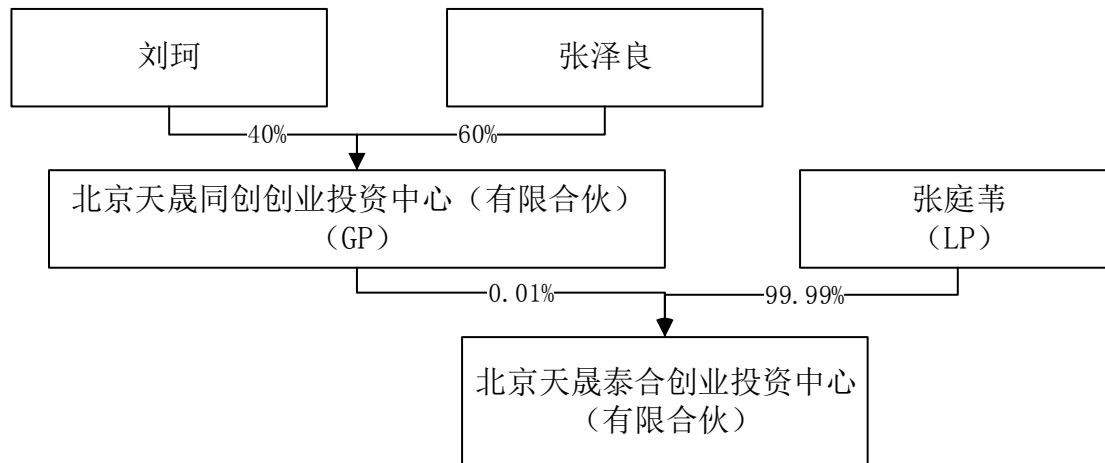 刘珂
张泽良
40%
60%
北京天晟同创创业投资中心（有限合伙）
（GP）
张庭苇
（LP）
0.01%
99.99%
北京天晟泰合创业投资中心
（有限合伙）